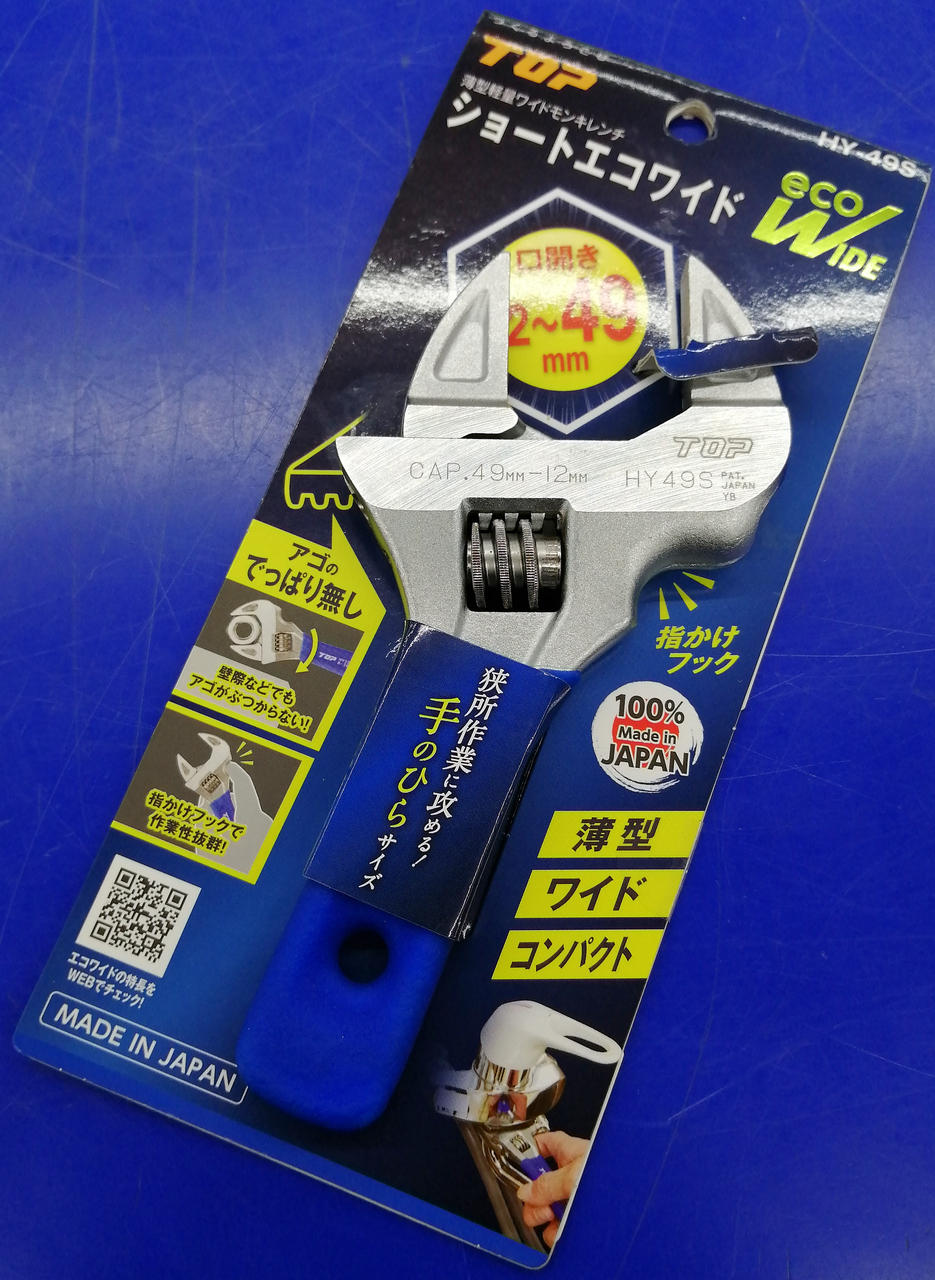 TOP
薄型軽量ワイドモンキレンチ
ショートエコワイド
HY-49S
eco
WIDE
口開き
2~49
mm
TOP
CAP.49MM-12MM
HY49S
PAT.
JAPAN
YB
アゴの
でっぱり無し
TOP
壁際などでも
アゴがぶつからない!
指かけフックで
作業性抜群!
指かけ
フック
100%
Made in
JAPAN
狭所作業に攻める!
手のひらサイズ
薄型
ワイド
コンパクト
エコワイドの特長を
WEBでチェック!
MADE IN JAPAN